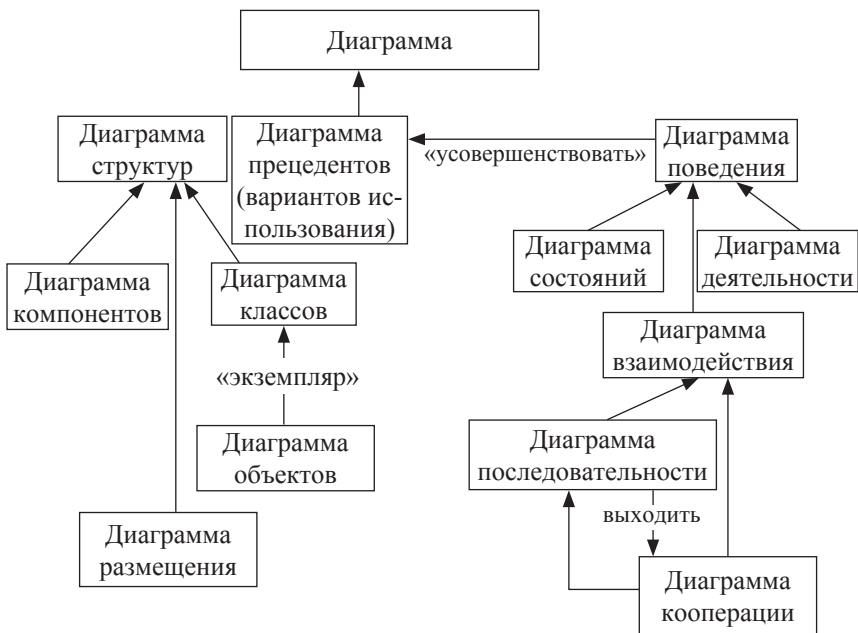 Диаграмма
Диаграмма
структур
Диаграмма
прецедентов
(вариантов ис-
пользования)
«усовершенствовать»
Диаграмма
поведения
Диаграмма
состояний
Диаграмма
деятельности
Диаграмма
компонентов
Диаграмма
классов
Диаграмма
взаимодействия
«экземпляр»
Диаграмма
объектов
Диаграмма
последовательности
выходить
Диаграмма
размещения
Диаграмма
кооперации